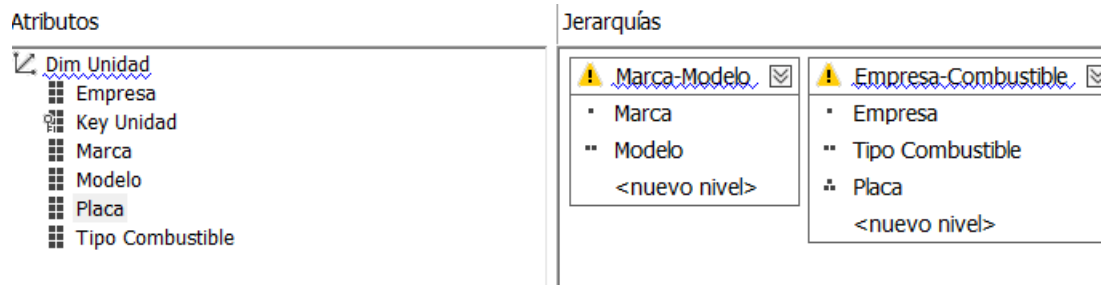 Atributos
Dim Unidad
Empresa
Key Unidad
Marca
Modelo
Placa
Tipo Combustible
Jerarquías
Marca-Modelo
Marca
Modelo
<nuevo nivel>
Empresa-Combustible
Empresa
Tipo Combustible
Placa
<nuevo nivel>